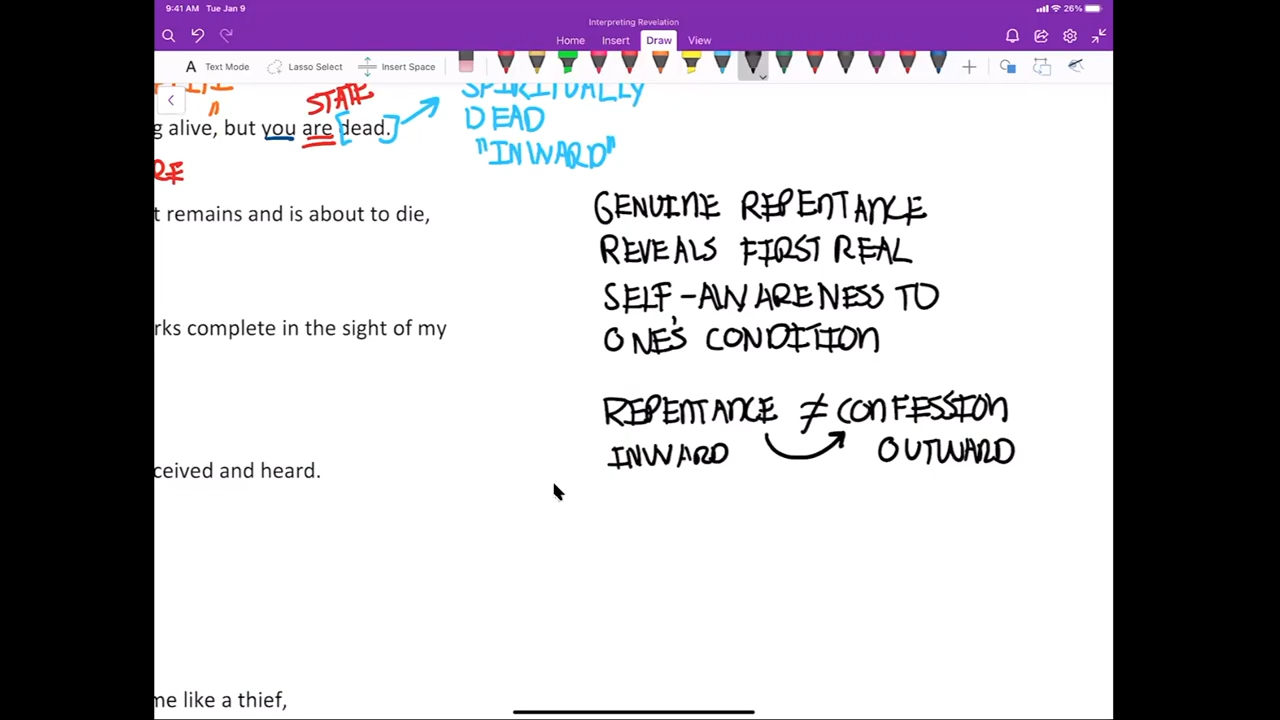 9:41 AM Tue Jan 9
26%
Interpreting Revelation
Home Insert Draw View
A Text Mode Lasso Select Insert Space
STATE
SPIRITUALLY
g alive, but you are [dead.]
DEAD
"INWARD"
RE
t remains and is about to die,
GENUINE REPENTANCE
REVEALS FIRST REAL
SELF-AWARENESS TO
rks complete in the sight of my
ONE'S CONDITION
REPENTANCE ≠ CONFESSION
INWARD OUTWARD
ceived and heard.
me like a thief,